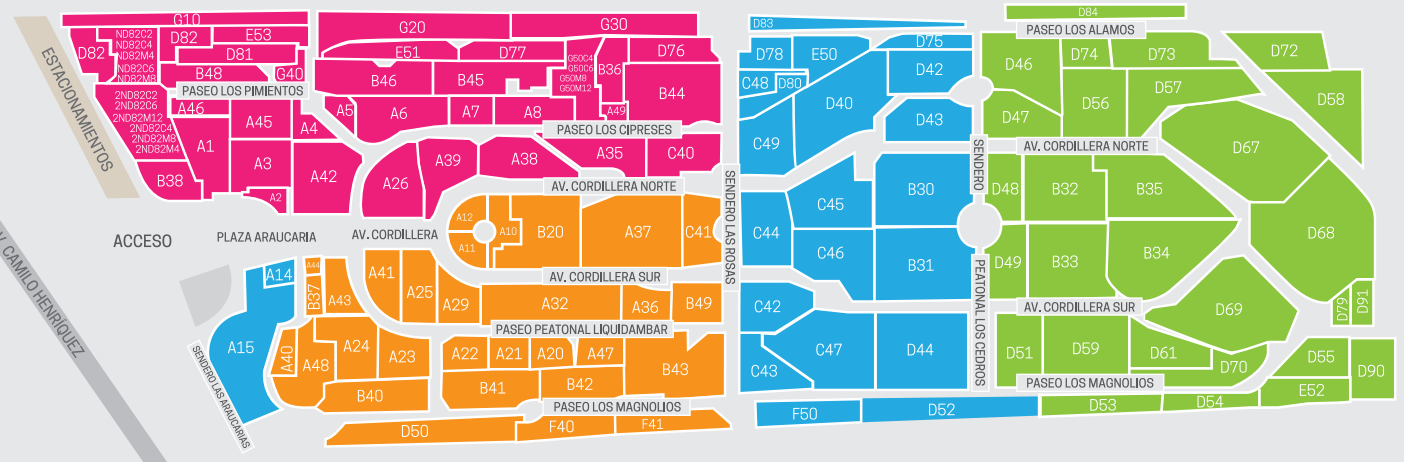 G10
G20
G30
D83
D84
PASEO LOS ALAMOS
ND82C2
ND82C4
ND82M4
ND82C6
ND82M8
D82
D82
E53
D81
B48
G40
E51
D77
G50C4
G50C6
G50M8
G50M12
B36
D76
D78
E50
D75
D46
D74
D73
D72
ESTACIONAMIENTOS
PASEO LOS PIMIENTOS
B46
B45
B44
C48
D80
D42
D40
D56
D57
D58
2ND82C2
2ND82C6
2ND82M12
2ND82C4
2ND82M8
2ND82M4
A46
A45
A4
A5
A6
A7
A8
A49
D43
D47
PASEO LOS CIPRESES
A1
A3
A42
A39
A38
A35
C40
C49
SENDERO
AV. CORDILLERA NORTE
D67
B38
A2
A26
AV. CORDILLERA NORTE
SENDERO LAS ROSAS
C45
B30
D48
B32
B35
A12
A11
A10
B20
A37
C41
C44
D68
ACCESO
PLAZA ARAUCARIA
AV. CORDILLERA
C46
B31
D49
B33
B34
AV. CAMILO HENRÍQUEZ
A14
A44
B37
A43
A41
A25
A29
AV. CORDILLERA SUR
A32
A36
B49
C42
PEATONAL LOS CEDROS
AV. CORDILLERA SUR
D69
D79
D91
PASEO PEATONAL LIQUIDAMBAR
A15
A40
A48
A24
A23
A22
A21
A20
A47
B43
C43
C47
D44
D51
D59
D61
D70
D55
D90
SENDERO LAS ARAUCARIAS
B40
B41
B42
PASEO LOS MAGNOLIOS
E52
PASEO LOS MAGNOLIOS
D50
F40
F41
F50
D52
D53
D54